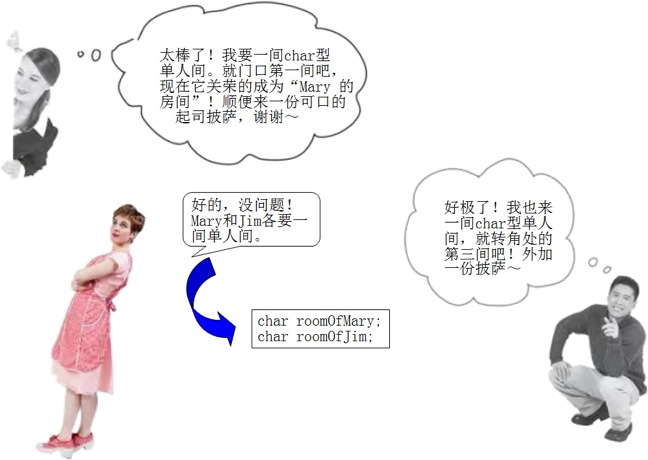 太棒了！我要一间char型
单人间。就门口第一间吧，
现在它关荣的成为“Mary 的
房间”！顺便来一份可口的
起司披萨，谢谢～
好的，没问题！
Mary和Jim各要一
间单人间。
好极了！我也来
一间char型单人
间，就转角处的
第三间吧！外加
一份披萨～
char roomOfMary;
char roomOfJim;